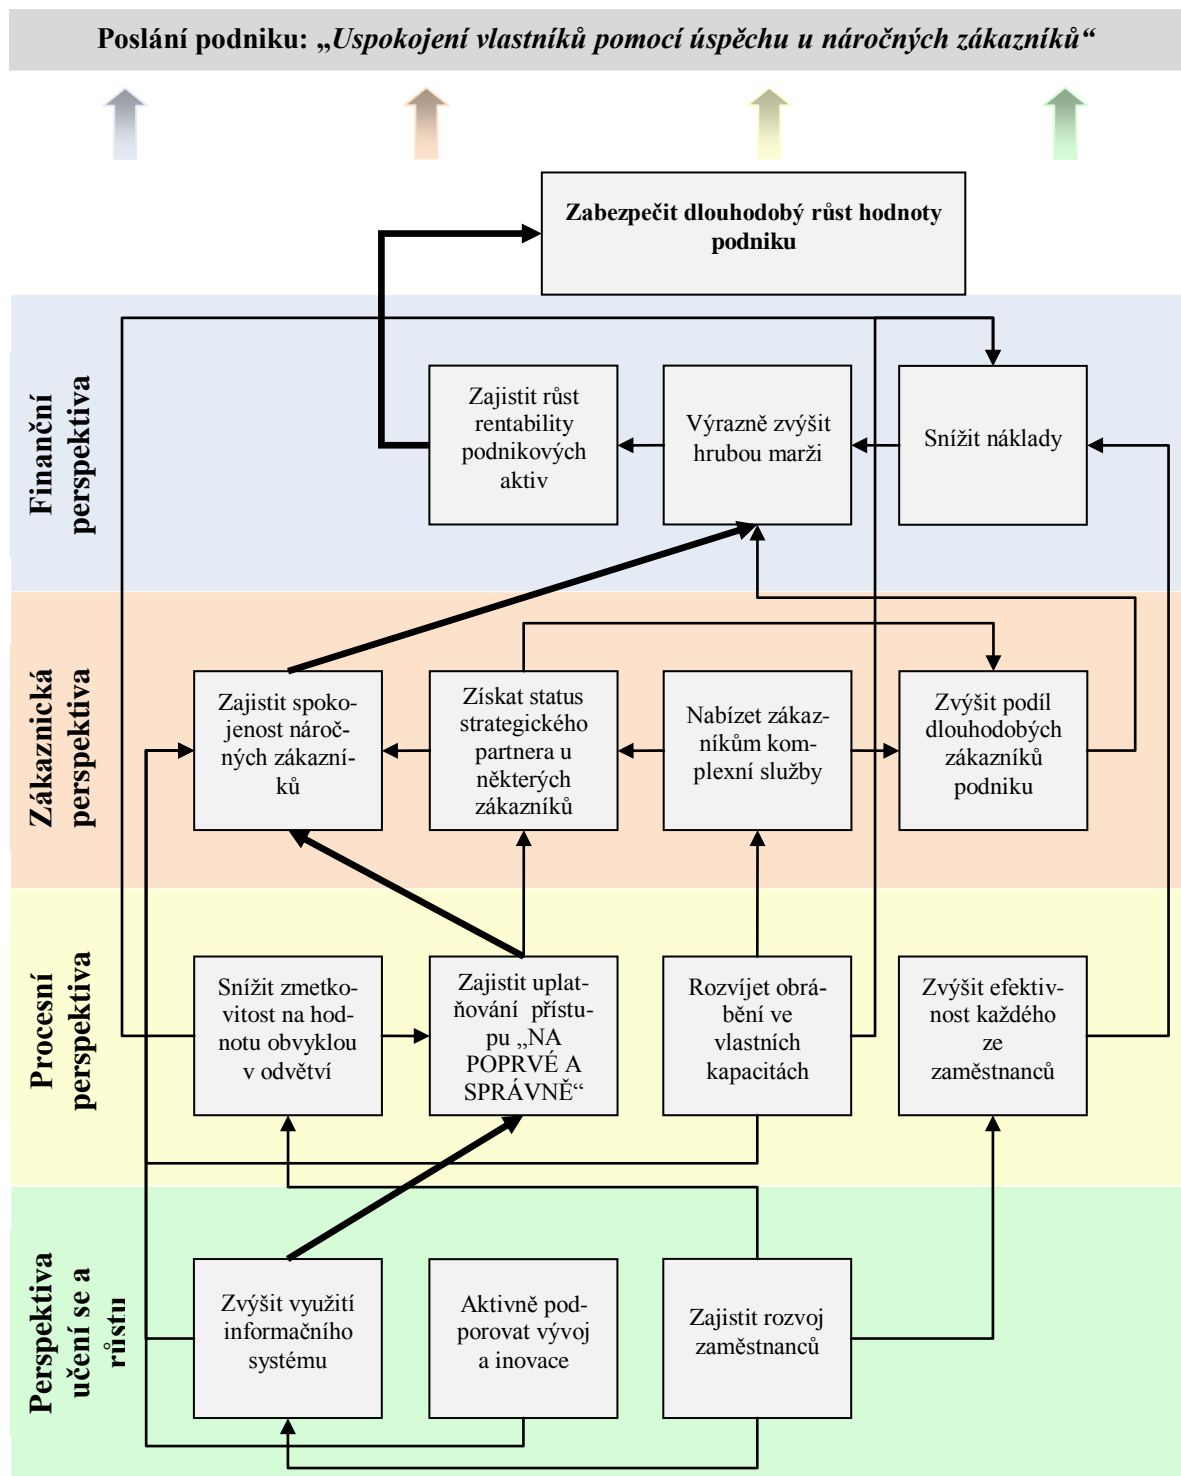 Poslání podniku: „Uspokojení vlastníků pomocí úspěchu u náročných zákazníků“
Zabezpečit dlouhodobý růst hodnoty
podniku
Finanční
perspektiva
Zajistit růst
rentability
podnikových
aktiv
Výrazně zvýšit
hrubou marži
Snížit náklady
Zákaznická
perspektiva
Zajistit spoko-
jenost nároč-
ných zákazní-
ků
Získat status
strategického
partnera u
některých
zákazníků
Nabízet zákaz-
níkům kom-
plexní služby
Zvýšit podíl
dlouhodobých
zákazníků
podniku
Procesní
perspektiva
Snížit zmetko-
vitost na hod-
notu obvyklou
v odvětví
Zajistit uplat-
ňování přístu-
pu „NA
POPRVÉ A
SPRÁVNĚ“
Rozvíjet obrá-
bění ve
vlastních
kapacitách
Zvýšit efektiv-
nost každého
ze
zaměstnanců
Perspektiva
učení se a
růstu
Zvýšit využití
informačního
systému
Aktivně pod-
porovat vývoj
a inovace
Zajistit rozvoj
zaměstnanců